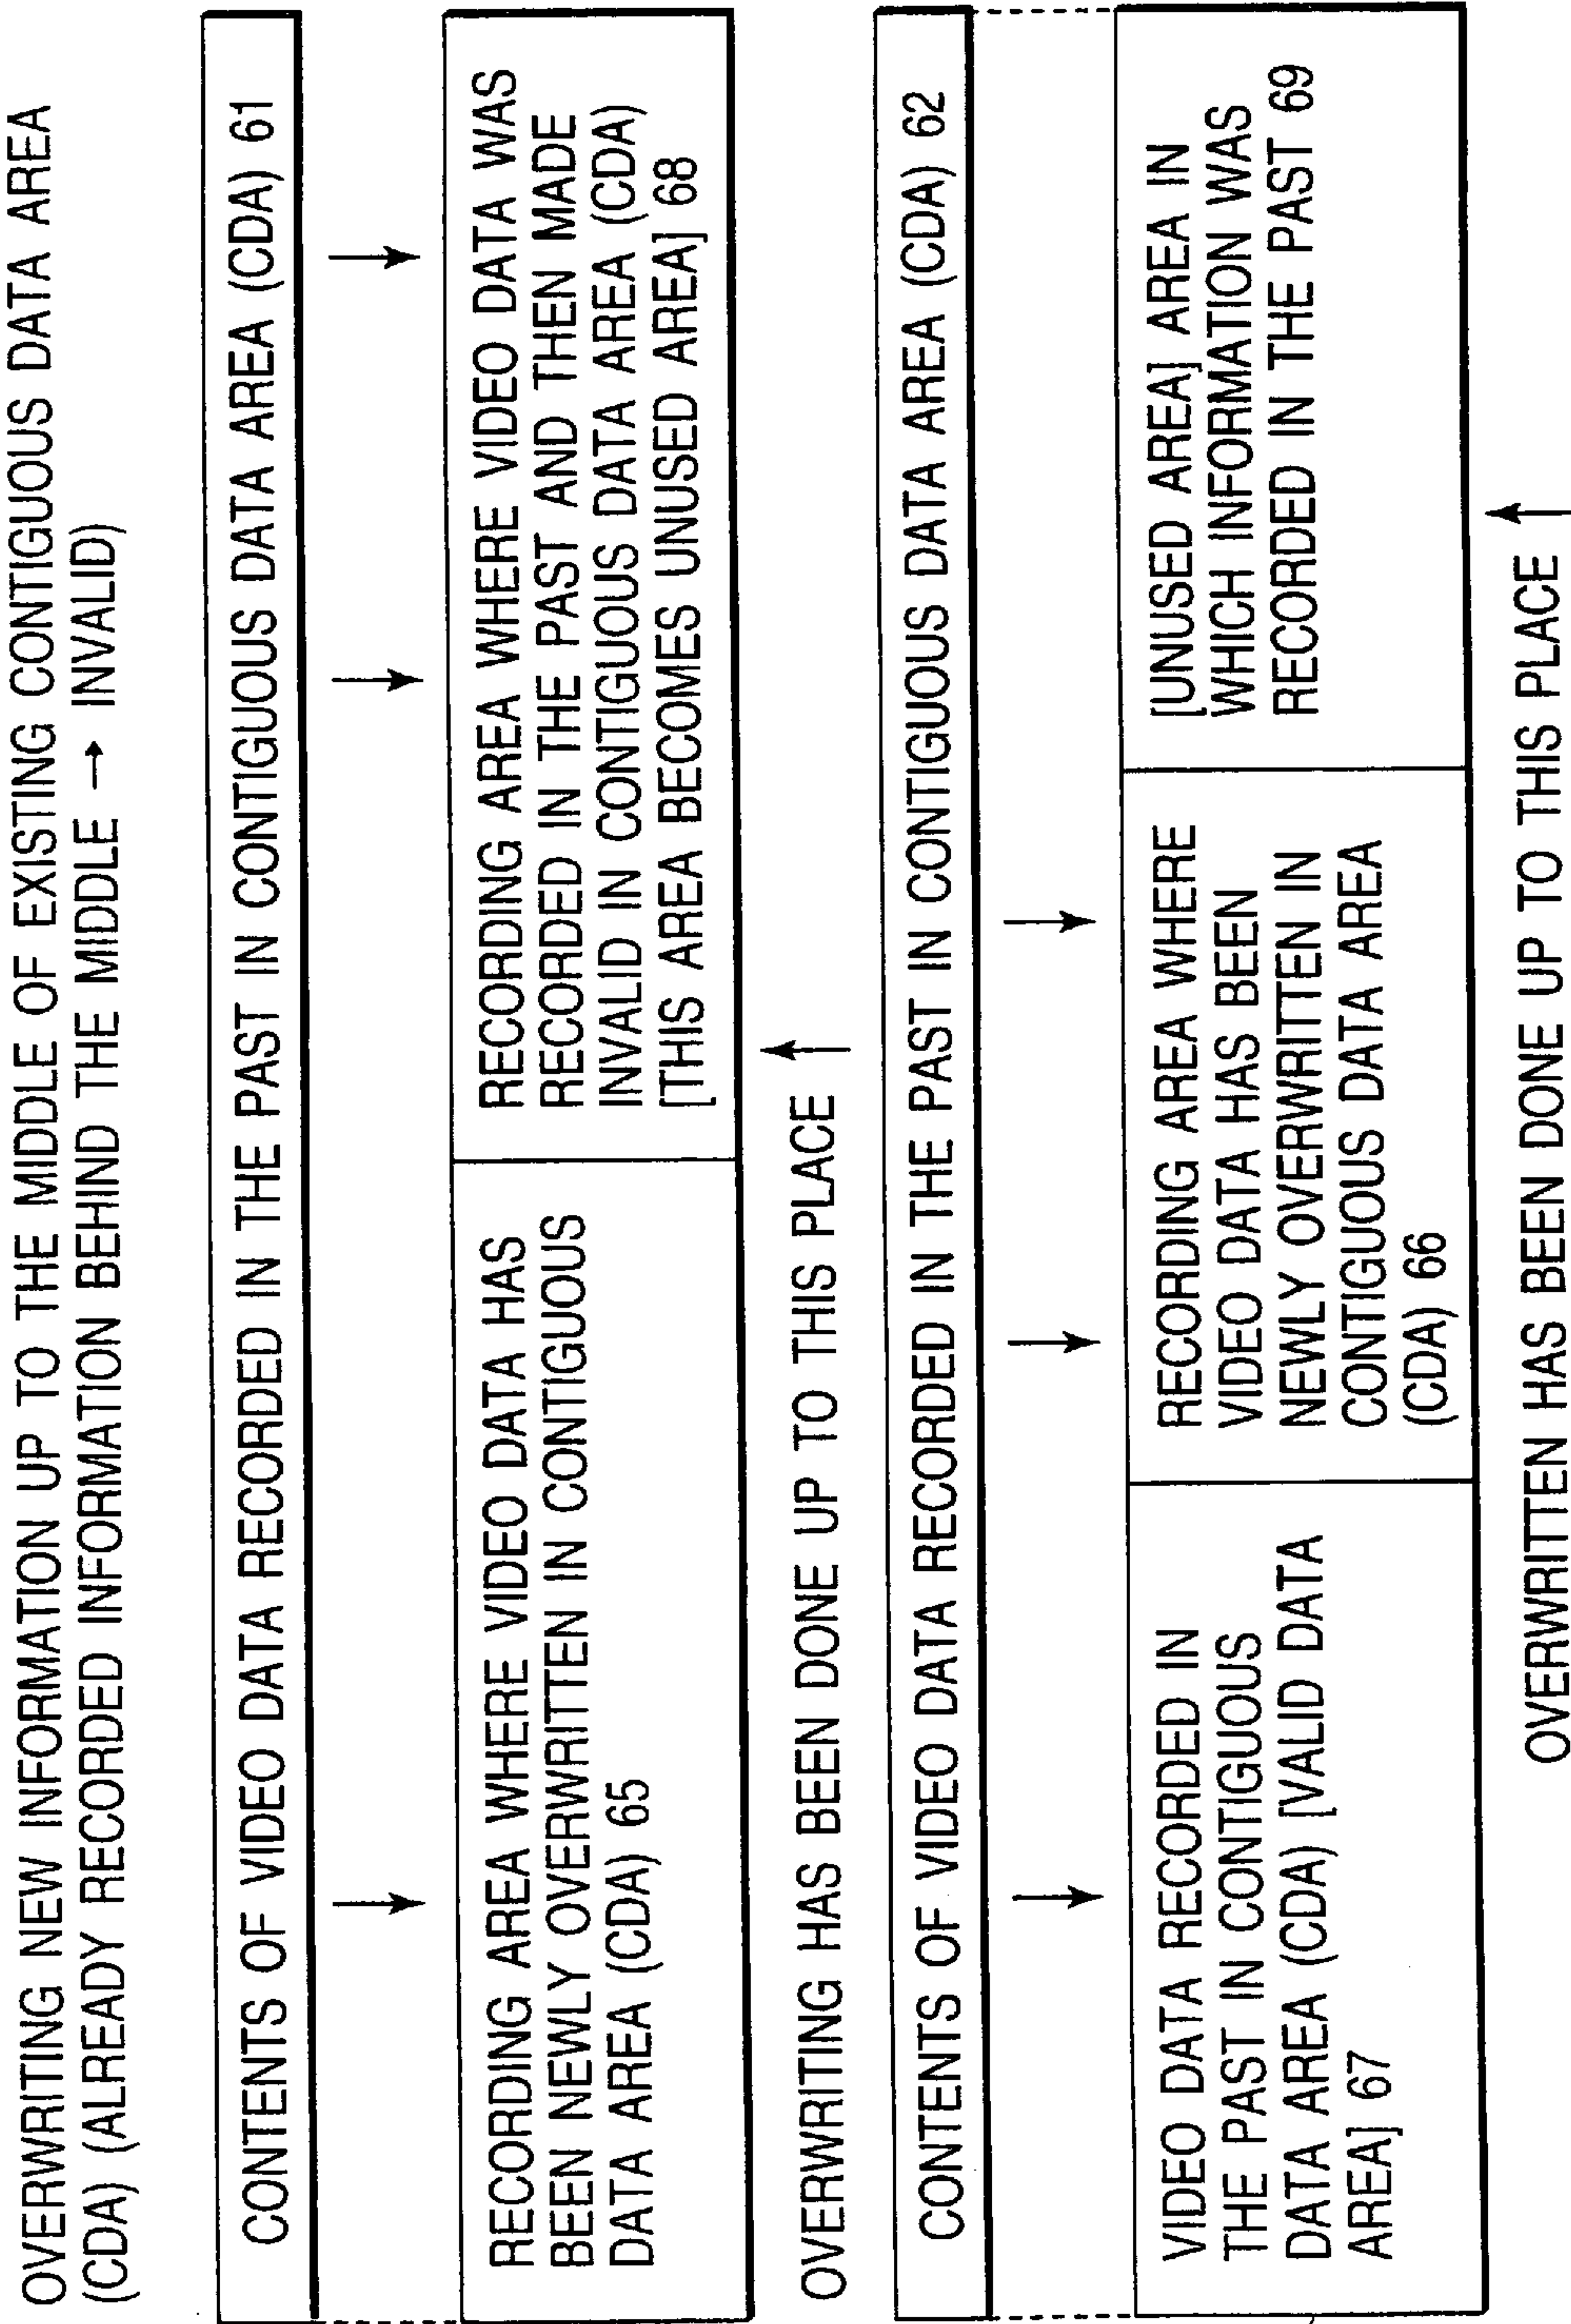 OVERWRITING NEW INFORMATION UP TO THE MIDDLE OF EXISTING CONTIGUOUS DATA AREA
(CDA) (ALREADY RECORDED INFORMATION BEHIND THE MIDDLE → INVALID)
CONTENTS OF VIDEO DATA RECORDED IN THE PAST IN CONTIGUOUS DATA AREA (CDA) 61
RECORDING AREA WHERE VIDEO DATA HAS
BEEN NEWLY OVERWRITTEN IN CONTIGUOUS
DATA AREA (CDA) 65
RECORDING AREA WHERE VIDEO DATA WAS
RECORDED IN THE PAST AND THEN MADE
INVALID IN CONTIGUOUS DATA AREA (CDA)
[THIS AREA BECOMES UNUSED AREA] 68
OVERWRITING HAS BEEN DONE UP TO THIS PLACE
CONTENTS OF VIDEO DATA RECORDED IN THE PAST IN CONTIGUOUS DATA AREA (CDA) 62
VIDEO DATA RECORDED IN
THE PAST IN CONTIGUOUS
DATA AREA (CDA) [VALID DATA
AREA] 67
RECORDING AREA WHERE
VIDEO DATA HAS BEEN
NEWLY OVERWRITTEN IN
CONTIGUOUS DATA AREA
(CDA) 66
[UNUSED AREA] AREA IN
WHICH INFORMATION WAS
RECORDED IN THE PAST 69
OVERWRITTEN HAS BEEN DONE UP TO THIS PLACE